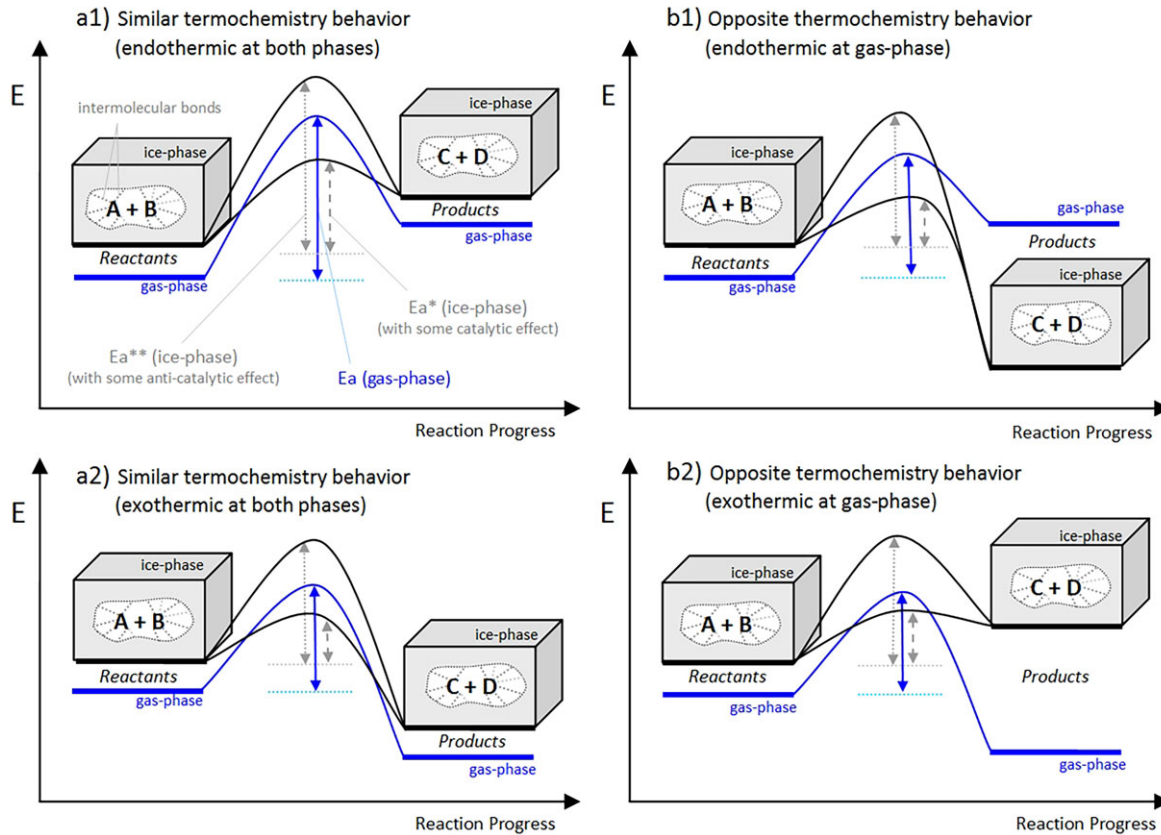 a1) Similar termochemistry behavior
(endothermic at both phases)
E
intermolecular bonds
ice-phase
A + B
Reactants
gas-phase
ice-phase
C + D
Products
gas-phase
Ea* (ice-phase)
(with some catalytic effect)
Ea** (ice-phase)
(with some anti-catalytic effect)
Ea (gas-phase)
Reaction Progress
b1) Opposite thermochemistry behavior
(endothermic at gas-phase)
E
ice-phase
A + B
Reactants
gas-phase
gas-phase
Products
ice-phase
C + D
Reaction Progress
a2) Similar termochemistry behavior
(exothermic at both phases)
E
ice-phase
A + B
Reactants
gas-phase
ice-phase
C + D
Products
gas-phase
Reaction Progress
b2) Opposite termochemistry behavior
(exothermic at gas-phase)
E
ice-phase
A + B
Reactants
gas-phase
ice-phase
C + D
Products
gas-phase
Reaction Progress